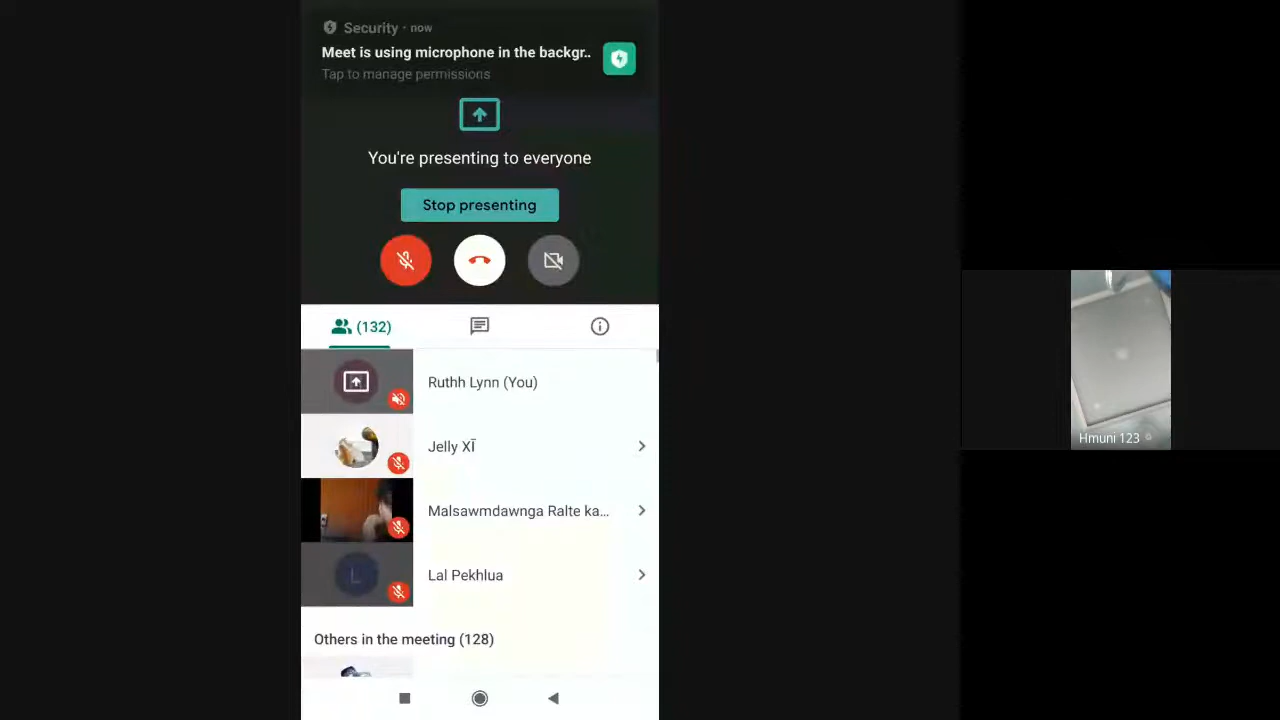 Security · now
Meet is using microphone in the backgr..
Tap to manage permissions
You're presenting to everyone
Stop presenting
(132)
Ruthh Lynn (You)
Jelly XĪ
Malsawmdawnga Ralte ka...
L
Lal Pekhlua
Others in the meeting (128)
Hmuni 123